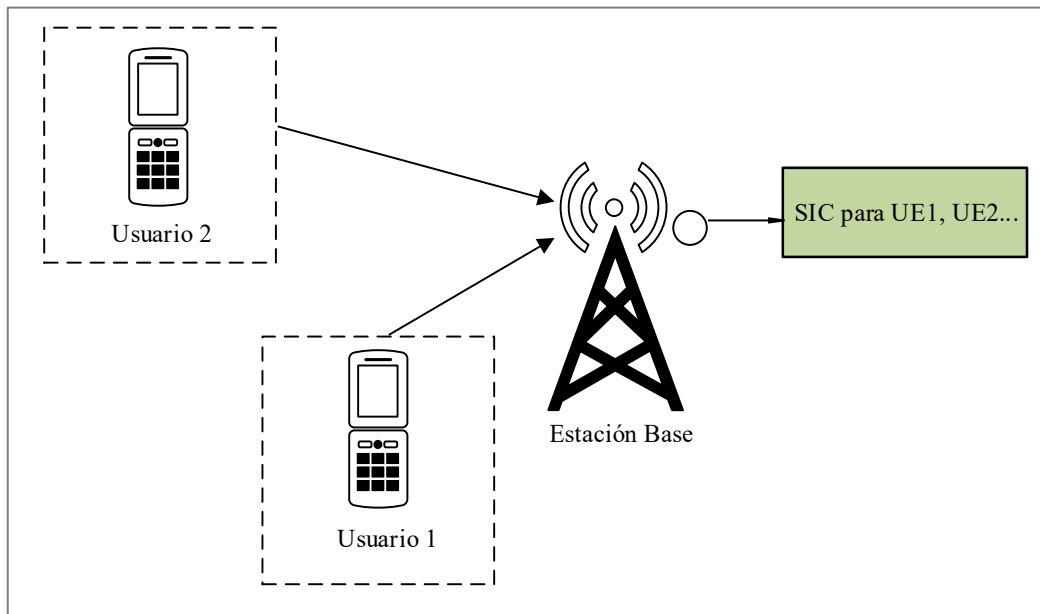 Usuario 2
SIC para UE1, UE2...
Estación Base
Usuario 1